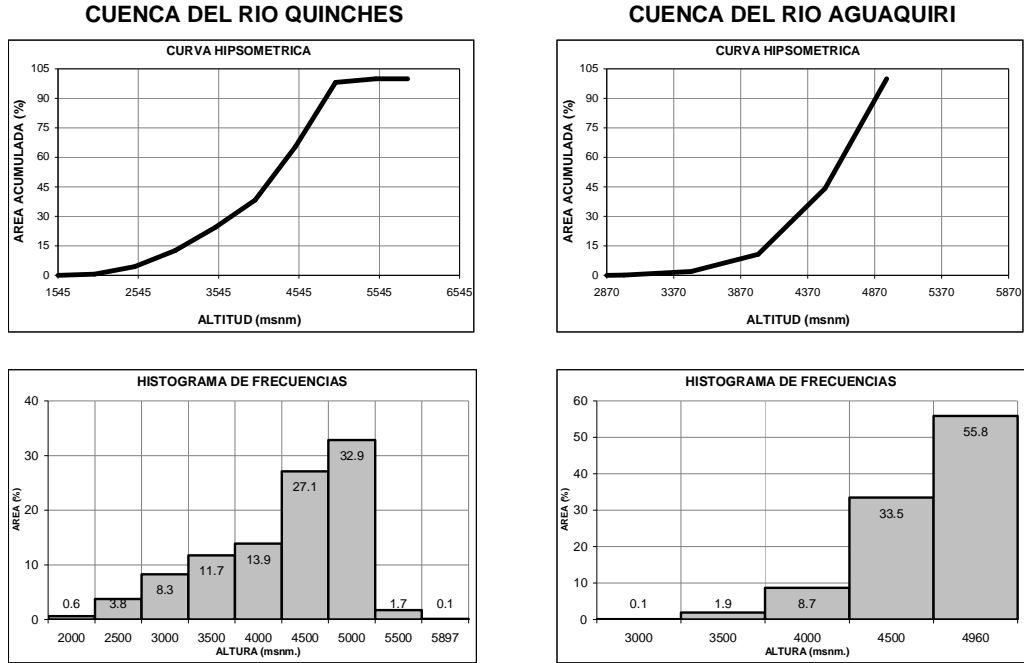 CUENCA DEL RIO QUINCHES
CURVA HIPSOMETRICA
AREA ACUMULADA (%)
105
90
75
60
45
30
15
0
1545 2545 3545 4545 5545 6545
ALTITUD (msnm)
CUENCA DEL RIO AGUAQUIRI
CURVA HIPSOMETRICA
AREA ACUMULADA (%)
105
90
75
60
45
30
15
0
2870 3370 3870 4370 4870 5370 5870
ALTITUD (msnm)
HISTOGRAMA DE FRECUENCIAS
AREA (%)
40
30
20
10
0
0.6 3.8 8.3 11.7 13.9 27.1 32.9 1.7 0.1
2000 2500 3000 3500 4000 4500 5000 5500 5897
ALTURA (msnm.)
HISTOGRAMA DE FRECUENCIAS
AREA (%)
60
50
40
30
20
10
0
0.1 1.9 8.7 33.5 55.8
3000 3500 4000 4500 4960
ALTURA (msnm.)